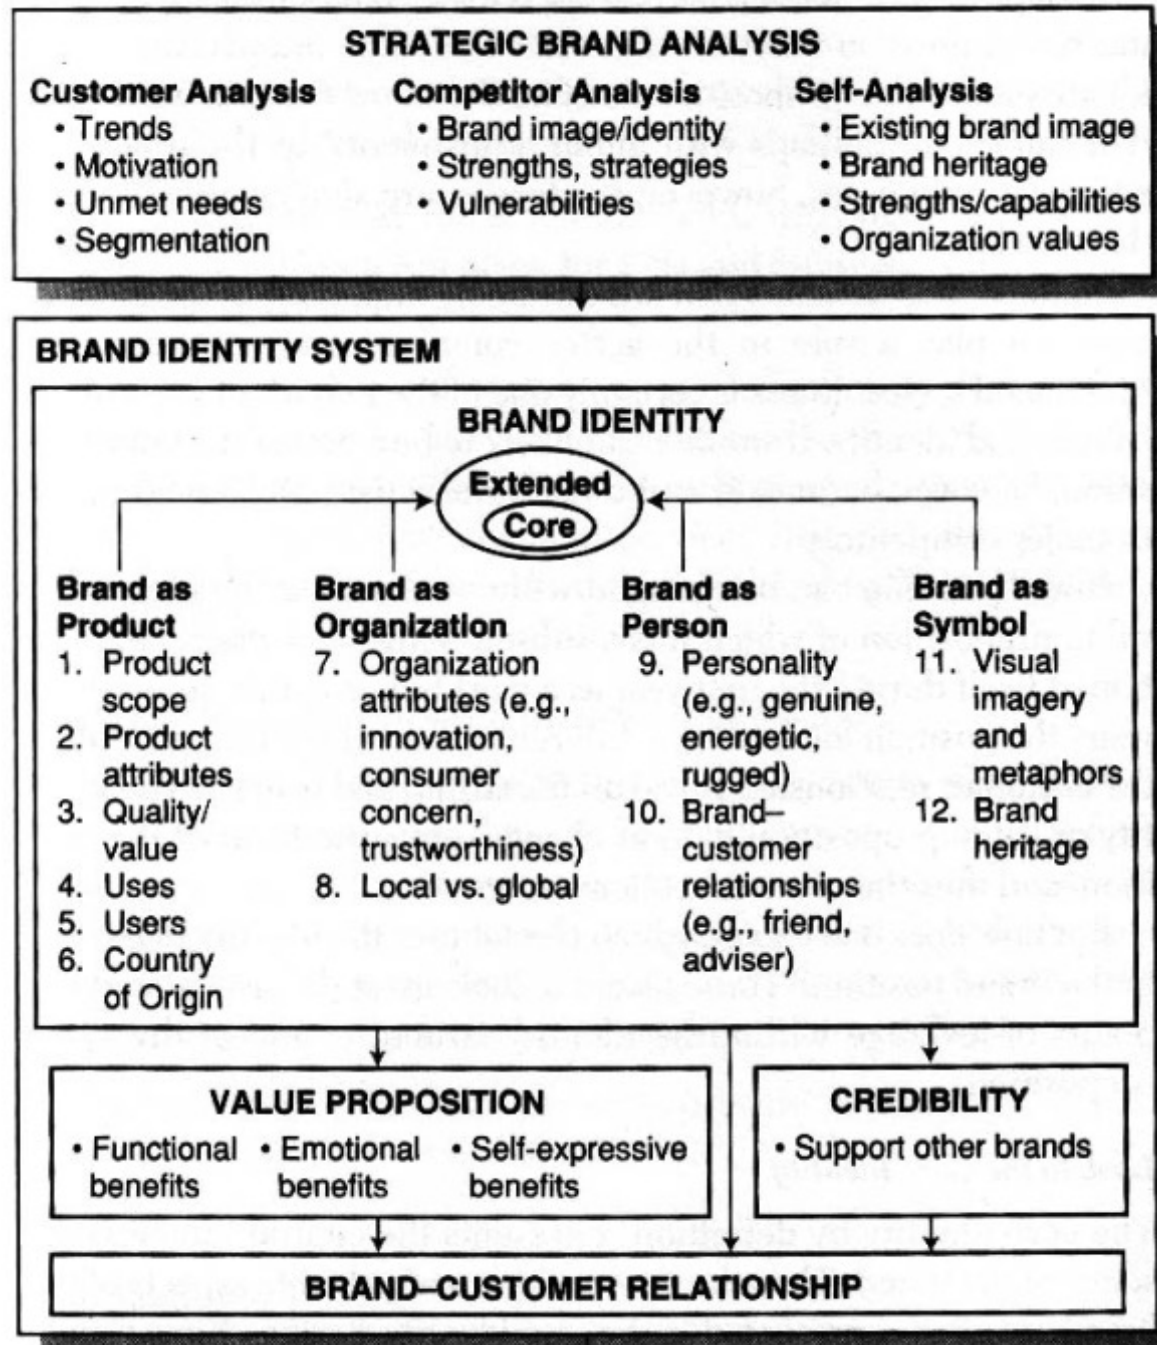 STRATEGIC BRAND ANALYSIS
Customer Analysis
• Trends
• Motivation
• Unmet needs
• Segmentation
Competitor Analysis
• Brand image/identity
• Strengths, strategies
• Vulnerabilities
Self-Analysis
• Existing brand image
• Brand heritage
• Strengths/capabilities
• Organization values
BRAND IDENTITY SYSTEM
BRAND IDENTITY
Extended
Core
Brand as
Product
1. Product
scope
2. Product
attributes
3. Quality/
value
4. Uses
5. Users
6. Country
of Origin
Brand as
Organization
7. Organization
attributes (e.g.,
innovation,
consumer
concern,
trustworthiness)
8. Local vs. global
Brand as
Person
9. Personality
(e.g., genuine,
energetic,
rugged)
10. Brand–
customer
relationships
(e.g., friend,
adviser)
Brand as
Symbol
11. Visual
imagery
and
metaphors
12. Brand
heritage
VALUE PROPOSITION
• Functional
benefits
• Emotional
benefits
• Self-expressive
benefits
CREDIBILITY
• Support other brands
BRAND–CUSTOMER RELATIONSHIP